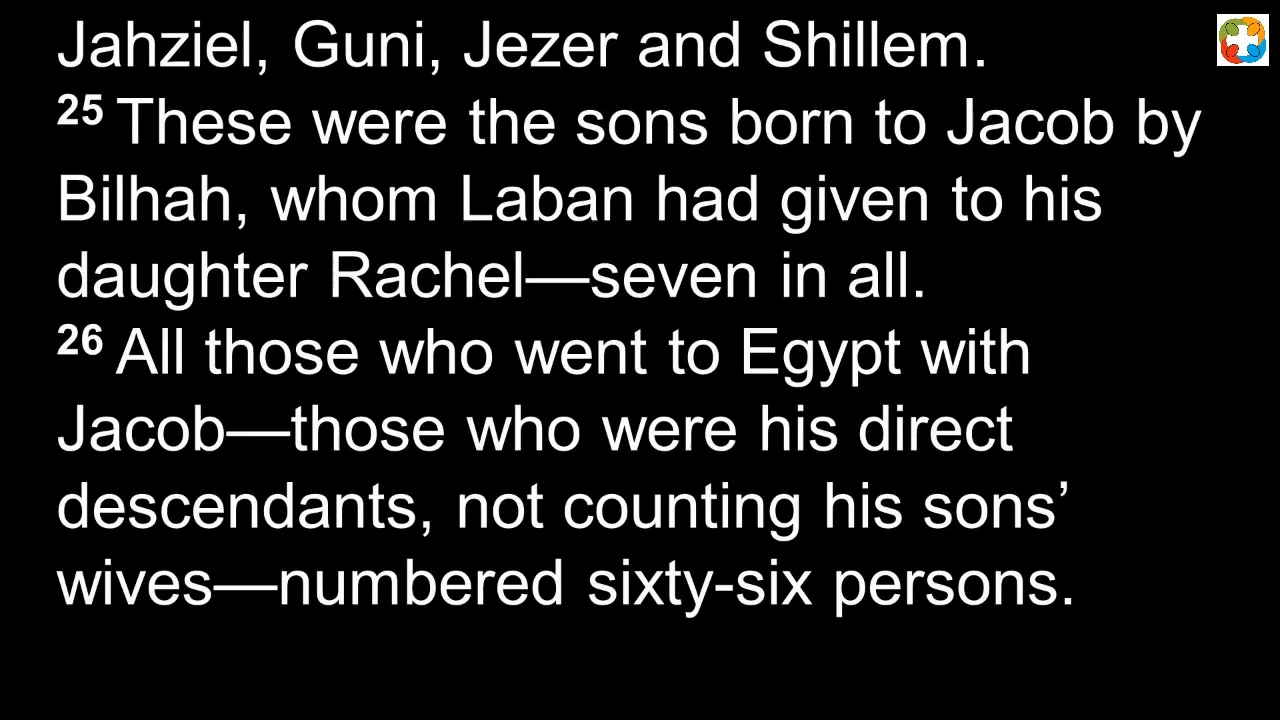 Jahziel, Guni, Jezer and Shillem.
25 These were the sons born to Jacob by
Bilhah, whom Laban had given to his
daughter Rachel—seven in all.
26 All those who went to Egypt with
Jacob—those who were his direct
descendants, not counting his sons’
wives—numbered sixty-six persons.